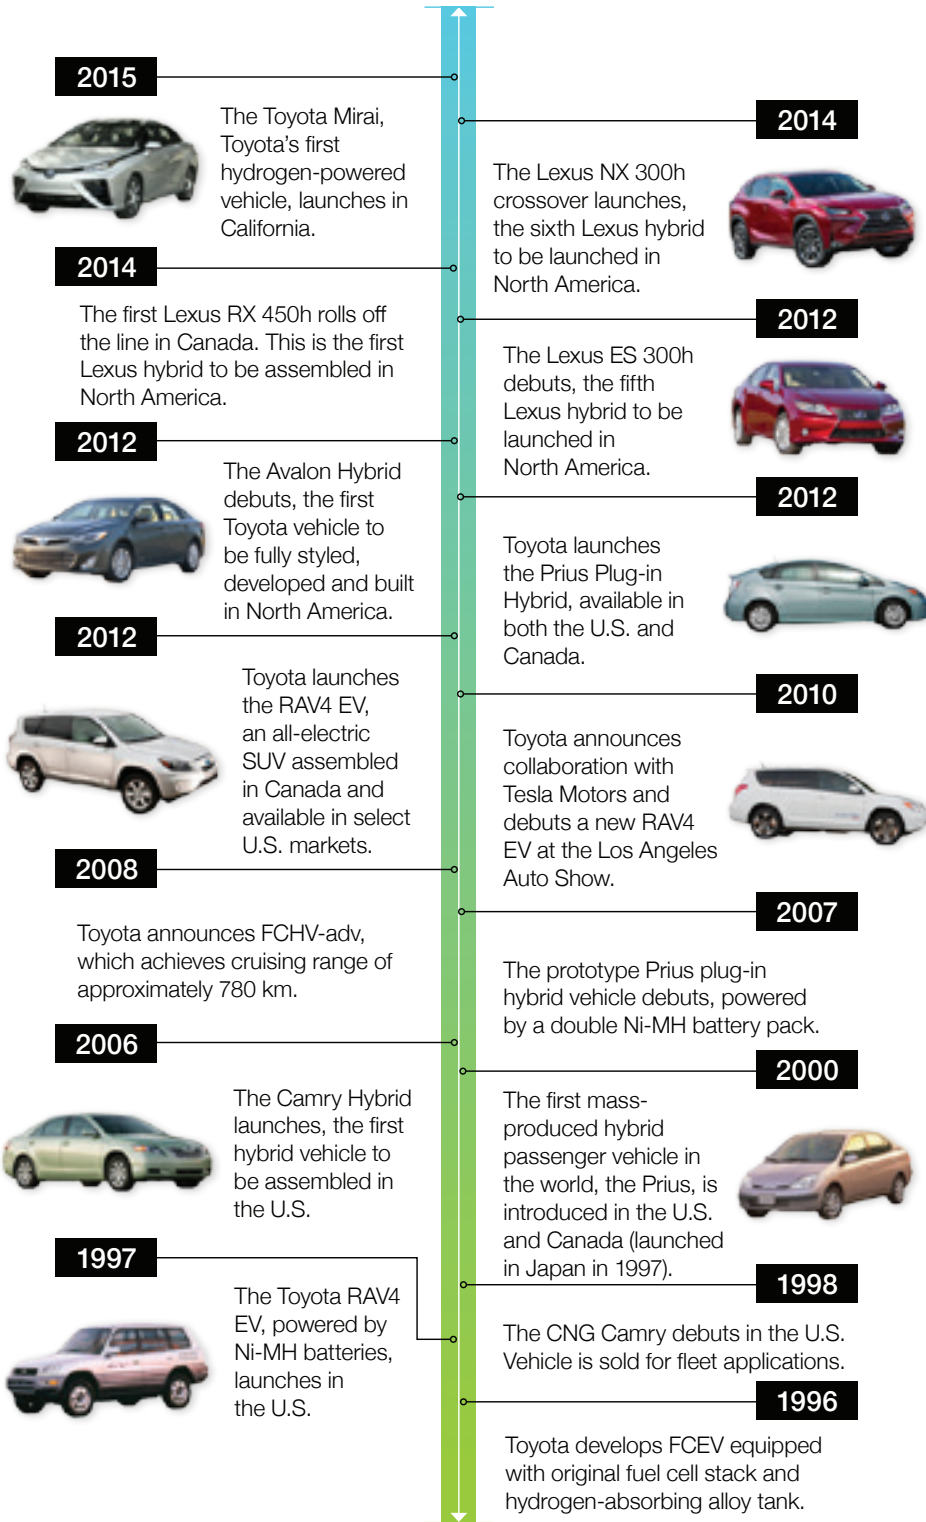 2015
The Toyota Mirai,
Toyota's first
hydrogen-powered
vehicle, launches in
California.
2014
The Lexus NX 300h
crossover launches,
the sixth Lexus hybrid
to be launched in
North America.
2014
The first Lexus RX 450h rolls off
the line in Canada. This is the first
Lexus hybrid to be assembled in
North America.
2012
The Lexus ES 300h
debuts, the fifth
Lexus hybrid to be
launched in
North America.
2012
The Avalon Hybrid
debuts, the first
Toyota vehicle to
be fully styled,
developed and built
in North America.
2012
Toyota launches
the Prius Plug-in
Hybrid, available in
both the U.S. and
Canada.
2012
Toyota launches
the RAV4 EV,
an all-electric
SUV assembled
in Canada and
available in select
U.S. markets.
2010
Toyota announces
collaboration with
Tesla Motors and
debuts a new RAV4
EV at the Los Angeles
Auto Show.
2008
Toyota announces FCHV-adv,
which achieves cruising range of
approximately 780 km.
2007
The prototype Prius plug-in
hybrid vehicle debuts, powered
by a double Ni-MH battery pack.
2006
The Camry Hybrid
launches, the first
hybrid vehicle to
be assembled in
the U.S.
2000
The first mass-
produced hybrid
passenger vehicle in
the world, the Prius, is
introduced in the U.S.
and Canada (launched
in Japan in 1997).
1997
The Toyota RAV4
EV, powered by
Ni-MH batteries,
launches in
the U.S.
1998
The CNG Camry debuts in the U.S.
Vehicle is sold for fleet applications.
1996
Toyota develops FCEV equipped
with original fuel cell stack and
hydrogen-absorbing alloy tank.